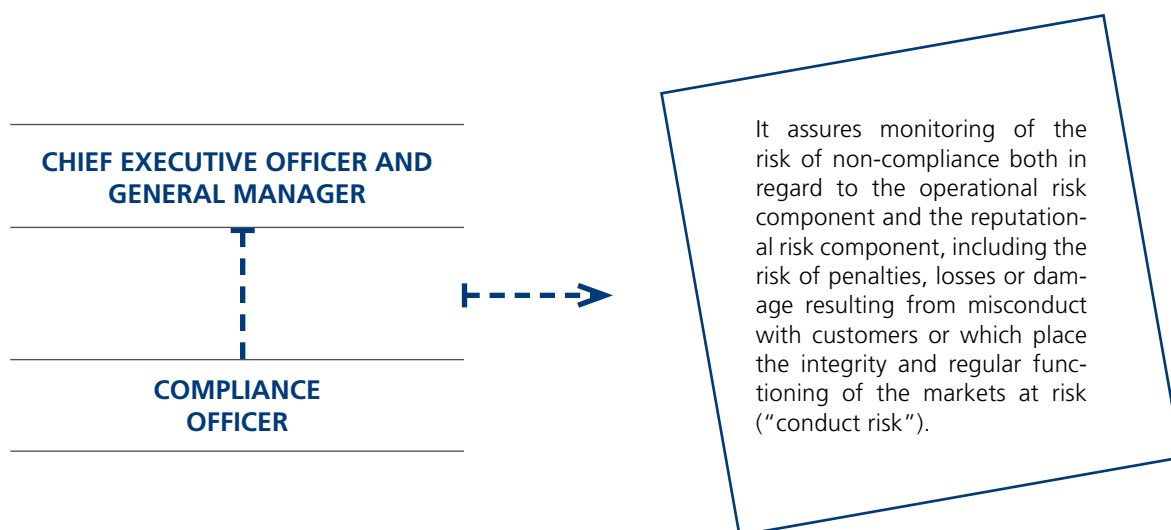 CHIEF EXECUTIVE OFFICER AND
GENERAL MANAGER
COMPLIANCE
OFFICER
It assures monitoring of the
risk of non-compliance both in
regard to the operational risk
component and the reputation-
al risk component, including the
risk of penalties, losses or dam-
age resulting from misconduct
with customers or which place
the integrity and regular func-
tioning of the markets at risk
(“conduct risk”).